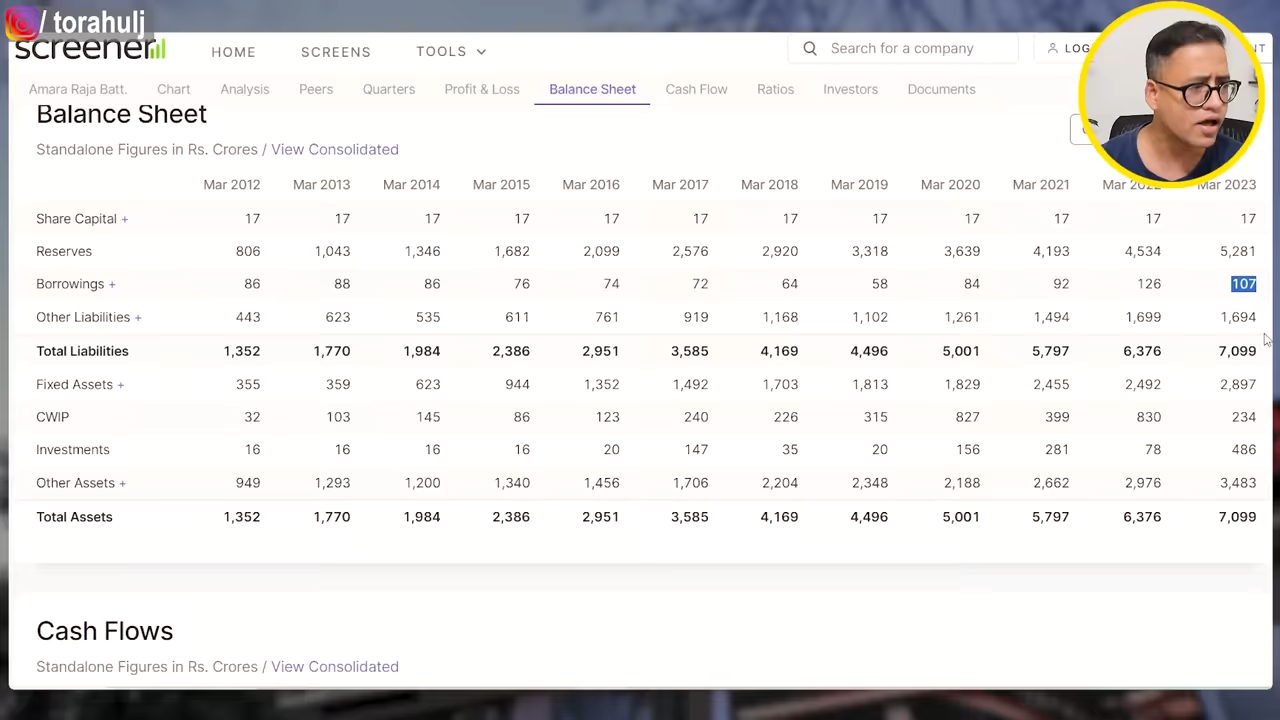 / torahulj
screener
HOME SCREENS TOOLS Search for a company LOG NT
Amara Raja Batt. Chart Analysis Peers Quarters Profit & Loss Balance Sheet Cash Flow Ratios Investors Documents
Balance Sheet
Standalone Figures in Rs. Crores / View Consolidated
Mar 2012 Mar 2013 Mar 2014 Mar 2015 Mar 2016 Mar 2017 Mar 2018 Mar 2019 Mar 2020 Mar 2021 Mar 2022 Mar 2023
Share Capital + 17 17 17 17 17 17 17 17 17 17 17 17
Reserves 806 1,043 1,346 1,682 2,099 2,576 2,920 3,318 3,639 4,193 4,534 5,281
Borrowings + 86 88 86 76 74 72 64 58 84 92 126 107
Other Liabilities + 443 623 535 611 761 919 1,168 1,102 1,261 1,494 1,699 1,694
Total Liabilities 1,352 1,770 1,984 2,386 2,951 3,585 4,169 4,496 5,001 5,797 6,376 7,099
Fixed Assets + 355 359 623 944 1,352 1,492 1,703 1,813 1,829 2,455 2,492 2,897
CWIP 32 103 145 86 123 240 226 315 827 399 830 234
Investments 16 16 16 16 20 147 35 20 156 281 78 486
Other Assets + 949 1,293 1,200 1,340 1,456 1,706 2,204 2,348 2,188 2,662 2,976 3,483
Total Assets 1,352 1,770 1,984 2,386 2,951 3,585 4,169 4,496 5,001 5,797 6,376 7,099
Cash Flows
Standalone Figures in Rs. Crores / View Consolidated